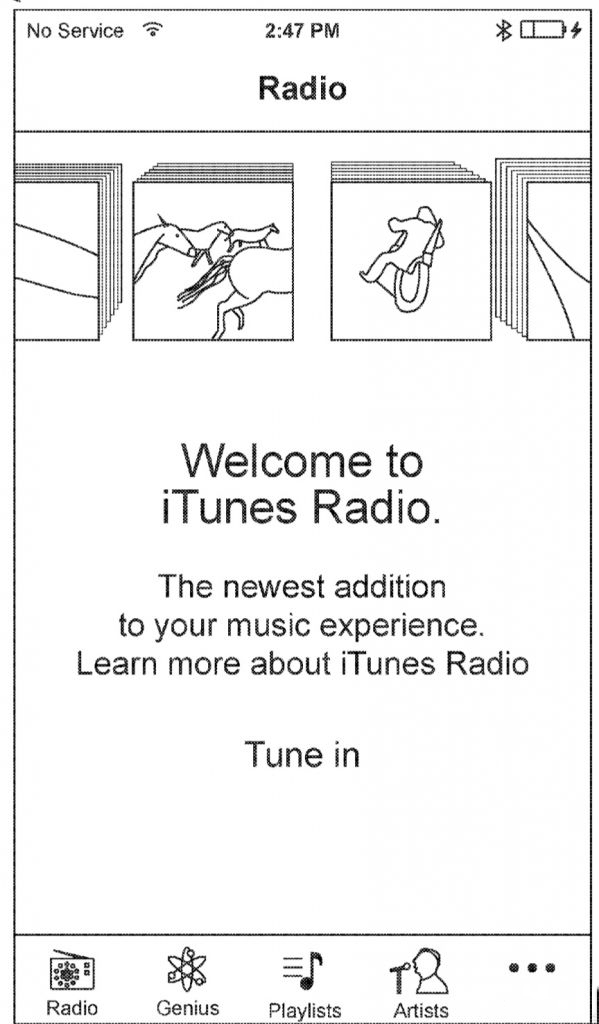 No Service 2:47 PM
Radio
Welcome to
iTunes Radio.
The newest addition
to your music experience.
Learn more about iTunes Radio
Tune in
Radio Genius Playlists Artists